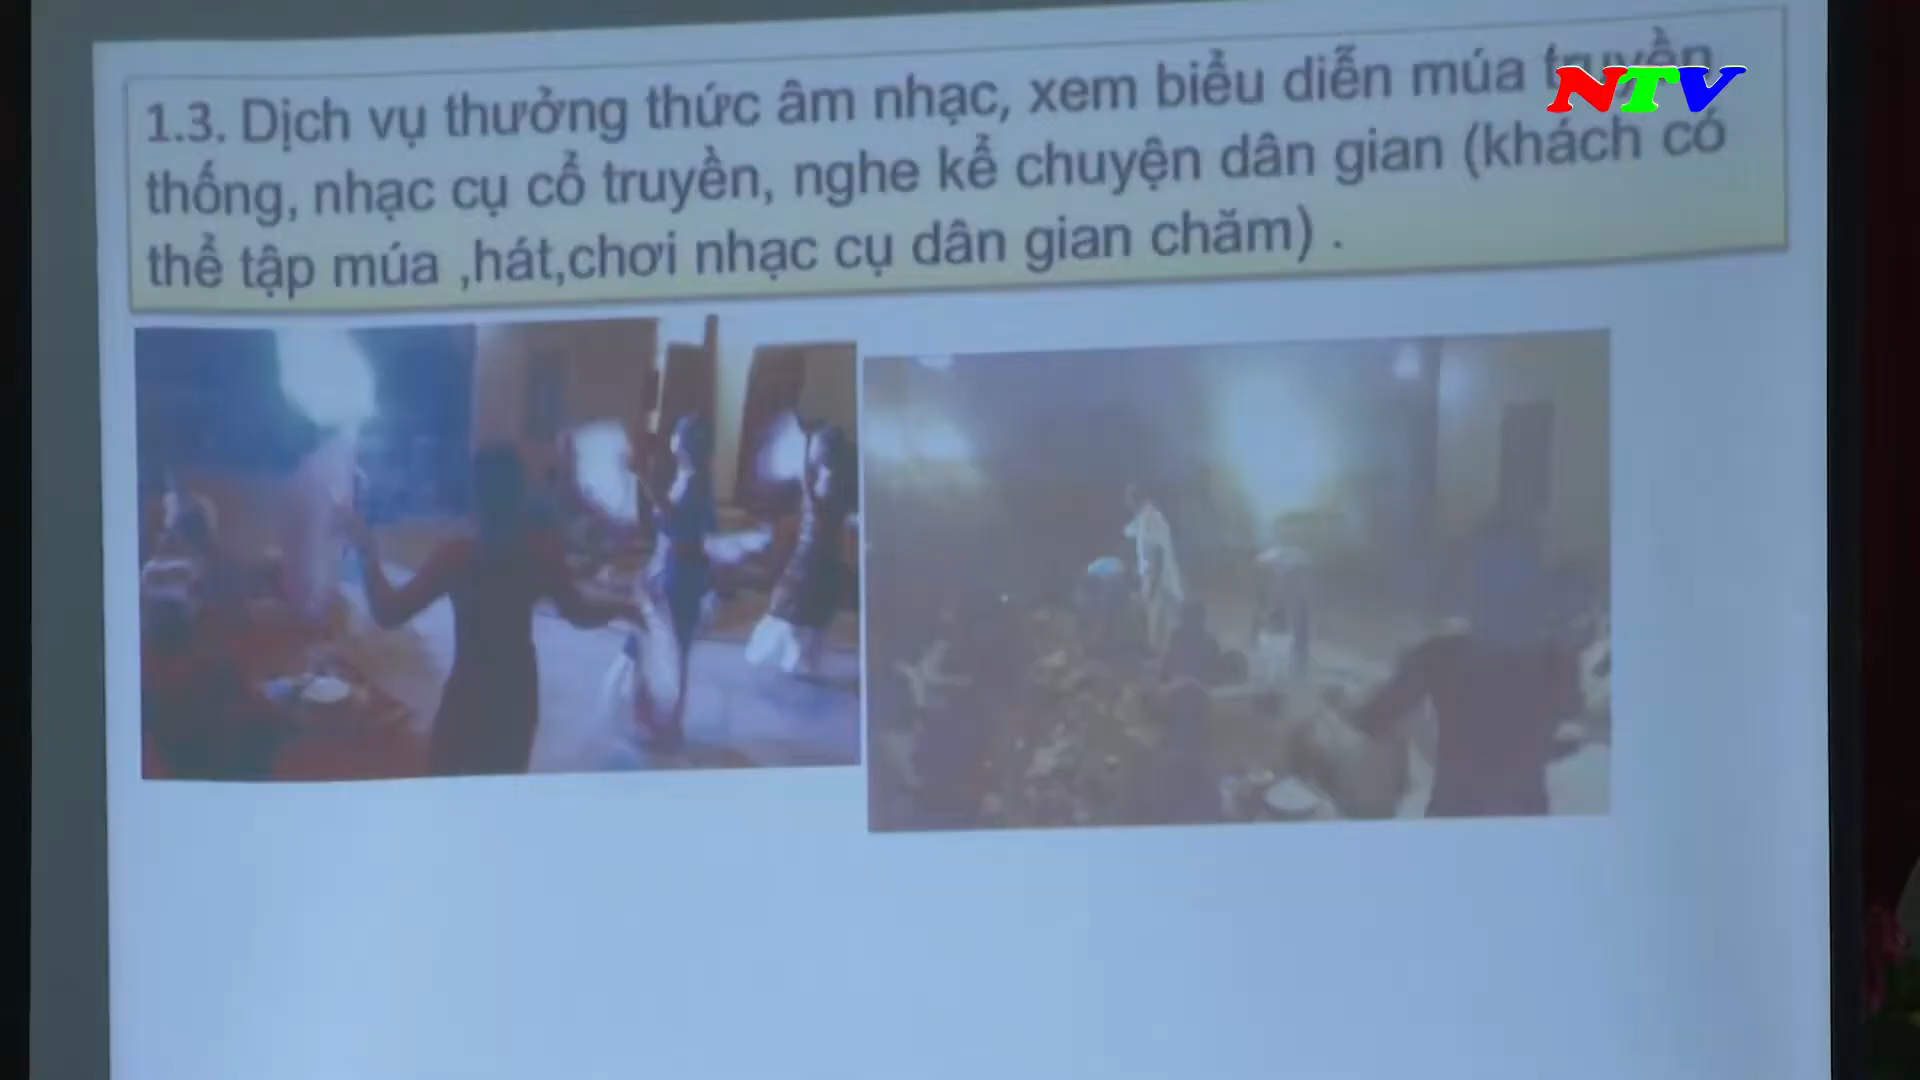 1.3. Dịch vụ thưởng thức âm nhạc, xem biểu diễn múa truyền
NTV
thống, nhạc cụ cổ truyền, nghe kể chuyện dân gian (khách có
thể tập múa ,hát,chơi nhạc cụ dân gian chăm) .